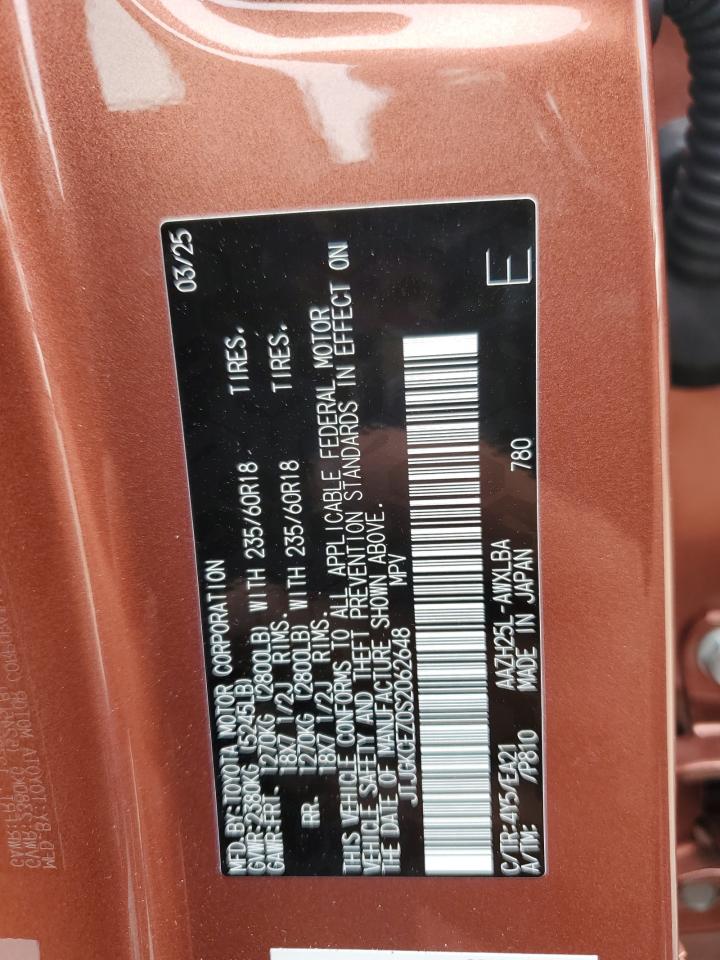 MFD.BY:TOYOTA MOTOR CORPORATION 03/25
GVWR:2380KG (5245LB)
GAWR:FRT. 1270KG (2800LB) WITH 235/60R18 TIRES.
18X7 1/2J RIMS.
RR. 1270KG (2800LB) WITH 235/60R18 TIRES.
18X7 1/2J RIMS.
THIS VEHICLE CONFORMS TO ALL APPLICABLE FEDERAL MOTOR
VEHICLE SAFETY AND THEFT PREVENTION STANDARDS IN EFFECT ON
THE DATE OF MANUFACTURE SHOWN ABOVE.
JTJGKCEZ0S2062648 MPV
C/TR:4Y5/EA21 AAZH25L-AWXLBA 780 E
A/TM: /P810 MADE IN JAPAN